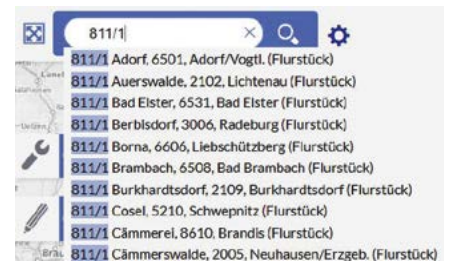 811/1
811/1 Adorf, 6501, Adorf/Vogtl. (Flurstück)
811/1 Auerswalde, 2102, Lichtenau (Flurstück)
811/1 Bad Elster, 6531, Bad Elster (Flurstück)
811/1 Berbisdorf, 3006, Radeburg (Flurstück)
811/1 Borna, 6606, Liebschützberg (Flurstück)
811/1 Brambach, 6508, Bad Brambach (Flurstück)
811/1 Burkhardtsdorf, 2109, Burkhardtsdorf (Flurstück)
811/1 Cosel, 5210, Schwepnitz (Flurstück)
811/1 Cämmerei, 8610, Brandis (Flurstück)
811/1 Cämmerswalde, 2005, Neuhausen/Erzgeb. (Flurstück)